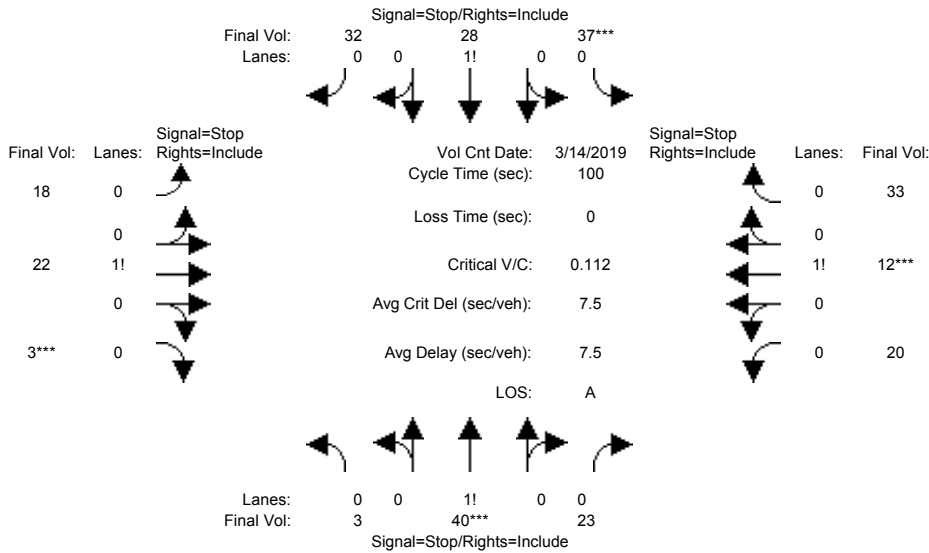 Signal=Stop/Rights=Include
Final Vol: 32 28 37***
Lanes: 0 0 1! 0 0
Signal=Stop Signal=Stop
Final Vol: Lanes: Rights=Include Vol Cnt Date: 3/14/2019 Rights=Include Lanes: Final Vol:
Cycle Time (sec): 100
18 0 0 33
Loss Time (sec): 0
0 0
22 1! Critical V/C: 0.112 1! 12***
0 Avg Crit Del (sec/veh): 7.5 0
3*** 0 Avg Delay (sec/veh): 7.5 0 20
LOS: A
Lanes: 0 0 1! 0 0
Final Vol: 3 40*** 23
Signal=Stop/Rights=Include